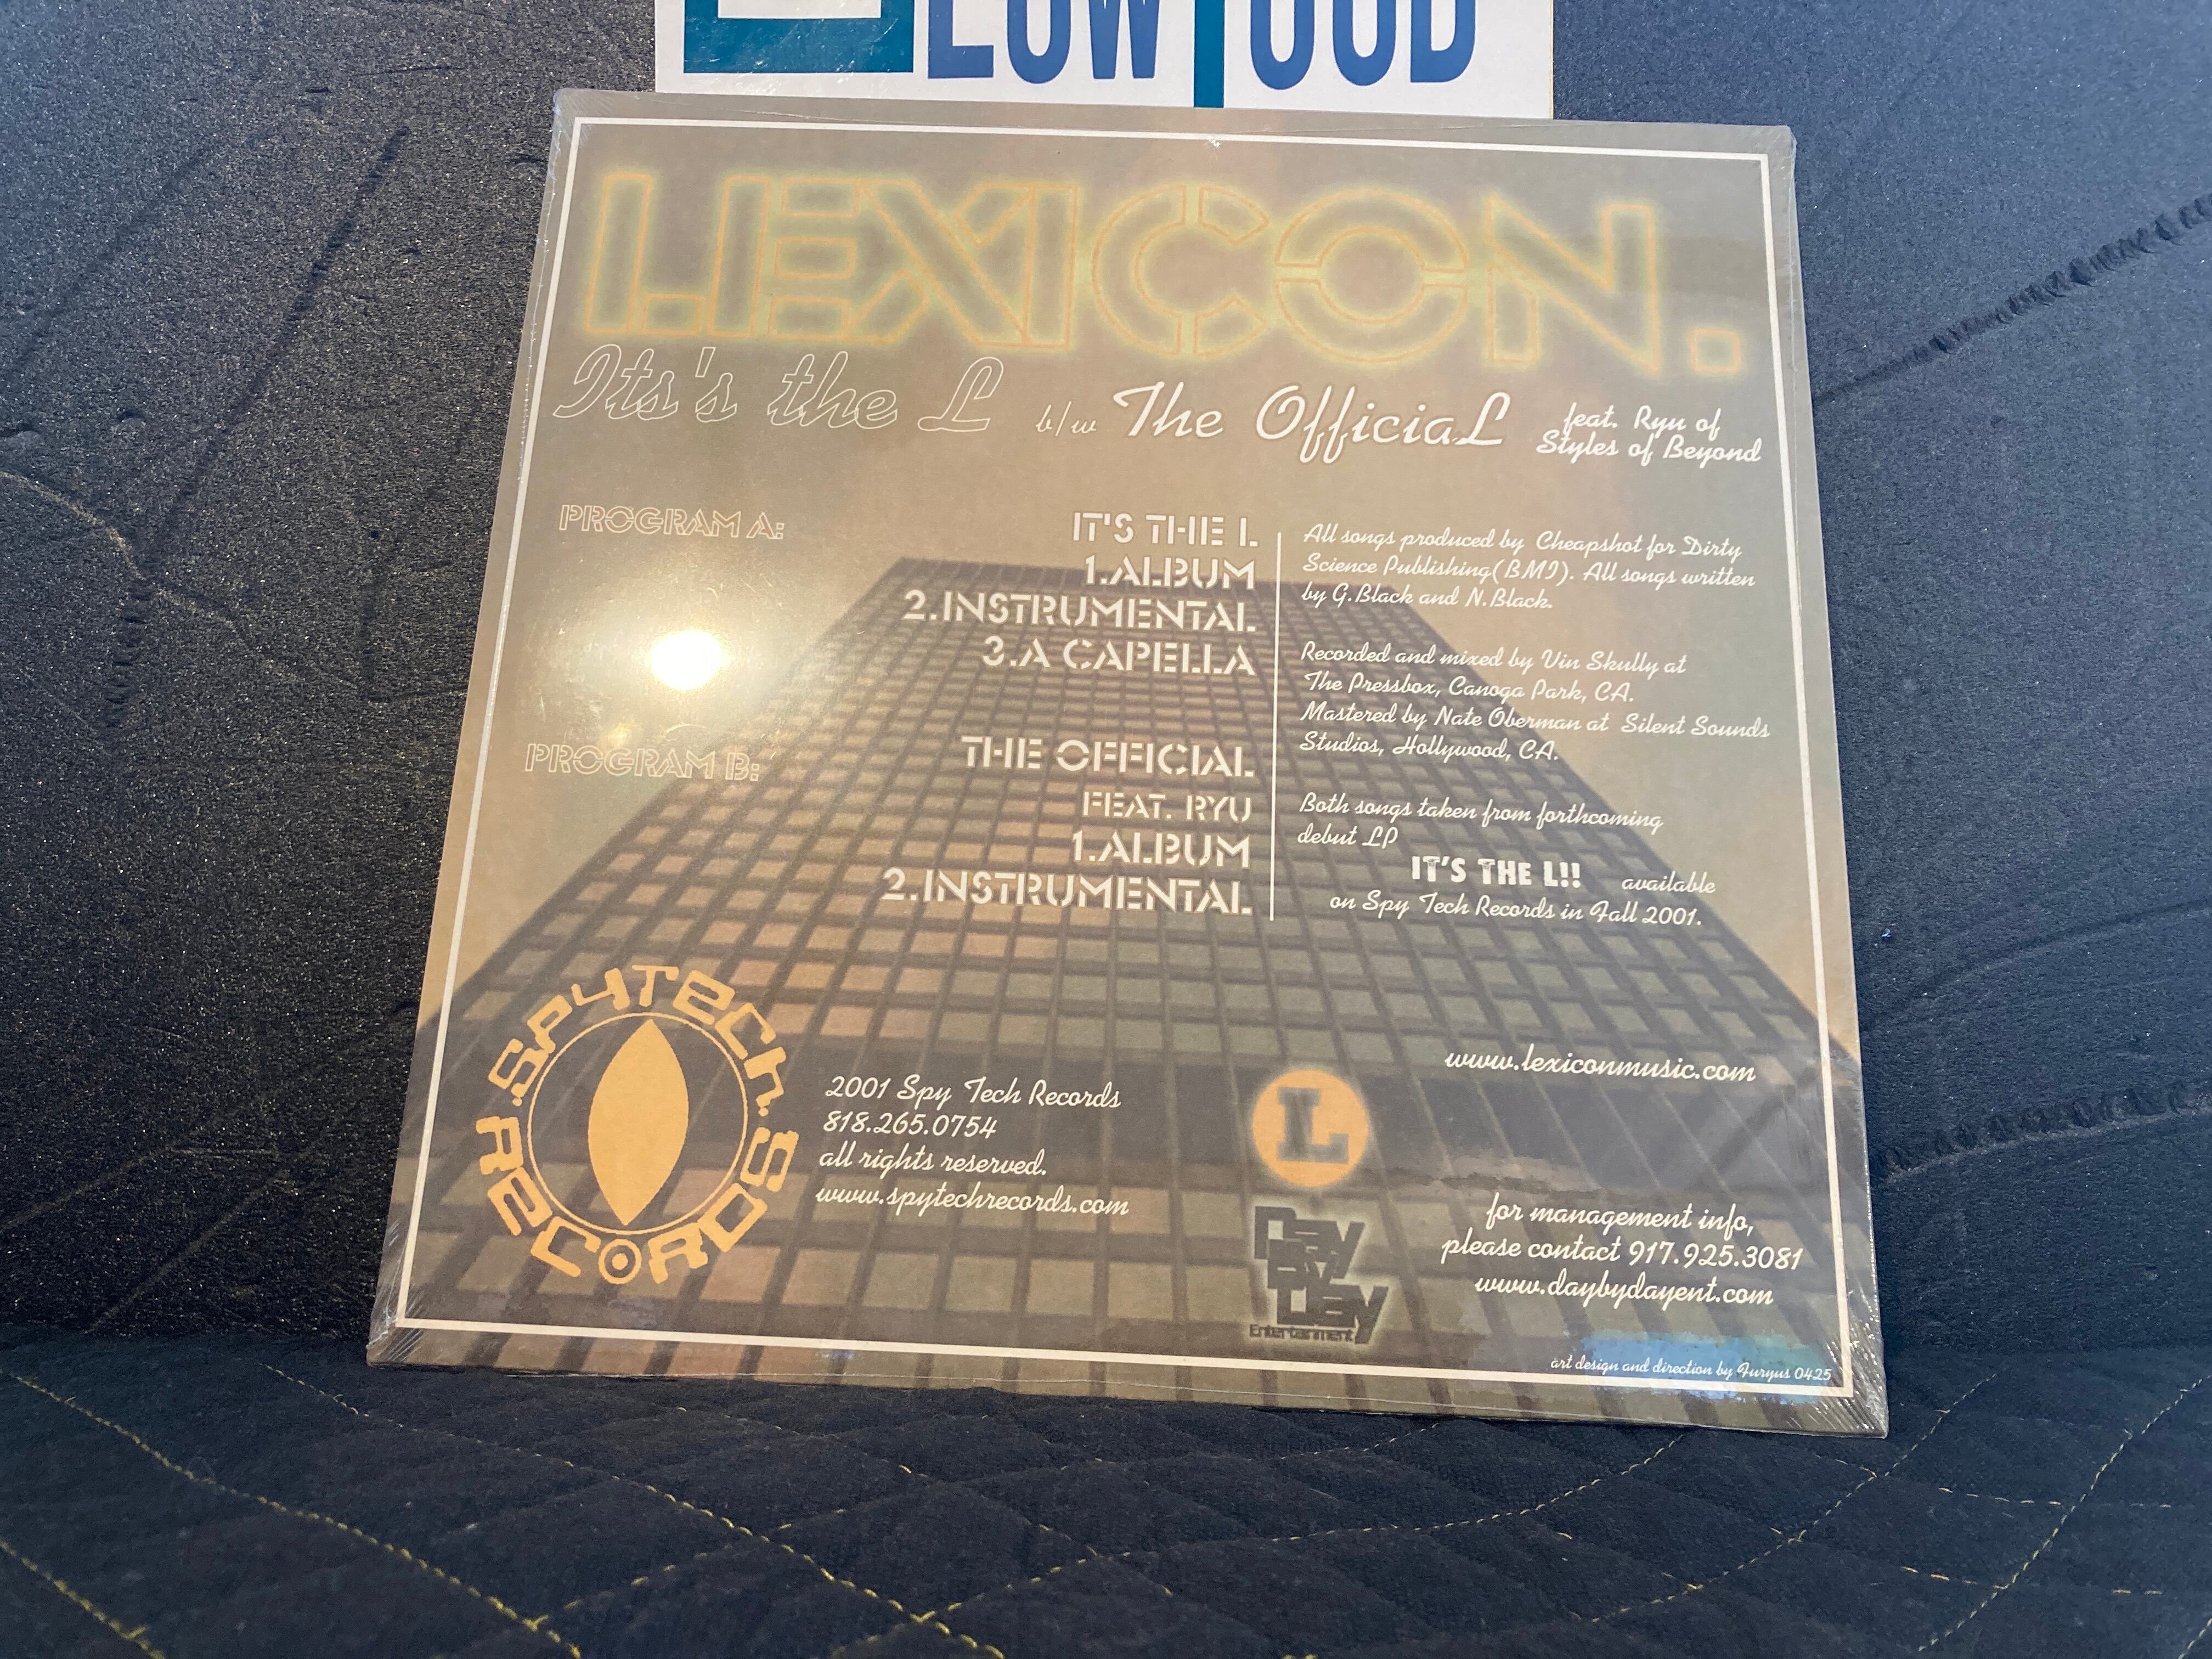 LEXICON.
Its's the L b/w The OfficiaL feat. Ryu of
Styles of Beyond
PROGRAM A:
IT'S THE L
1.ALBUM
2.INSTRUMENTAL
3.A CAPELLA
PROGRAM B:
THE OFFICIAL
FEAT. RYU
1.ALBUM
2.INSTRUMENTAL
All songs produced by Cheapshot for Dirty
Science Publishing(BMI). All songs written
by G.Black and N.Black.
Recorded and mixed by Vin Skully at
The Pressbox, Canoga Park, CA.
Mastered by Nate Oberman at Silent Sounds
Studios, Hollywood, CA.
Both songs taken from forthcoming
debut LP
IT'S THE L!! available
on Spy Tech Records in Fall 2001.
SPYTECH RECORDS
2001 Spy Tech Records
818.265.0754
all rights reserved.
www.spytechrecords.com
www.lexiconmusic.com
L
Day
By
Day
Entertainment
for management info,
please contact 917.925.3081
www.daybydayent.com
art design and direction by Furyus 0425